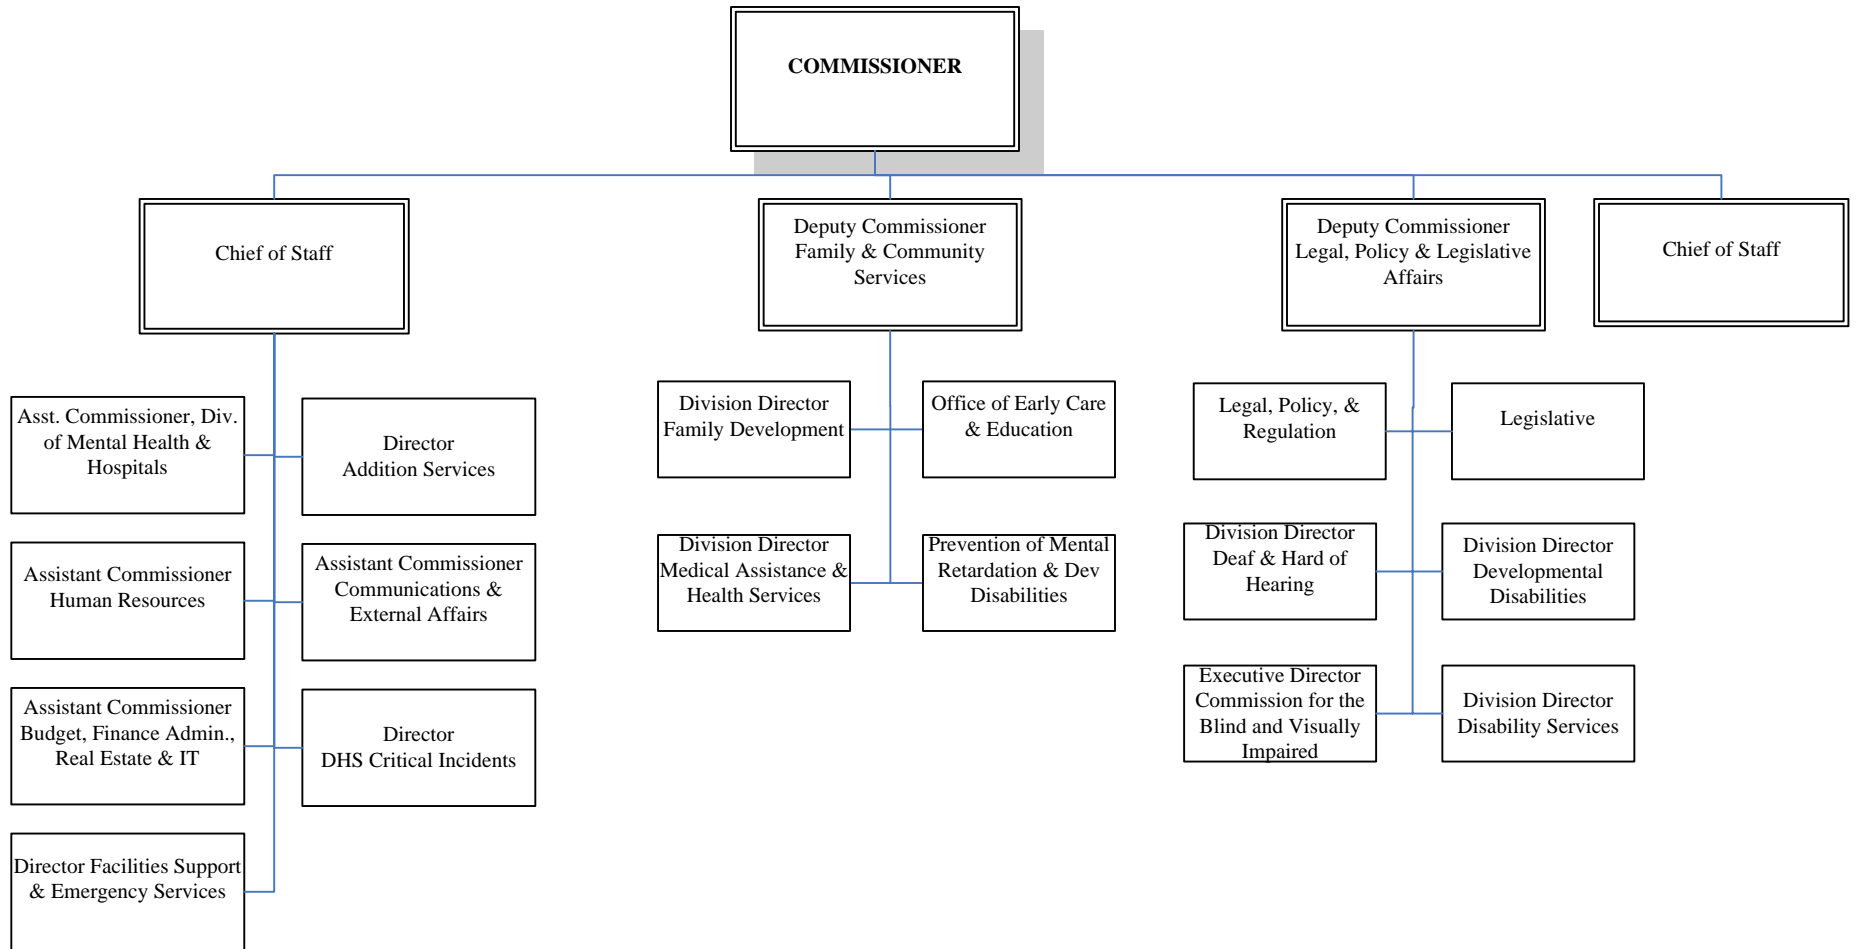 COMMISSIONER
Chief of Staff
Deputy Commissioner
Family & Community
Services
Deputy Commissioner
Legal, Policy & Legislative
Affairs
Chief of Staff
Asst. Commissioner, Div.
of Mental Health &
Hospitals
Director
Addition Services
Assistant Commissioner
Human Resources
Assistant Commissioner
Communications &
External Affairs
Assistant Commissioner
Budget, Finance Admin.,
Real Estate & IT
Director
DHS Critical Incidents
Director Facilities Support
& Emergency Services
Division Director
Family Development
Office of Early Care
& Education
Division Director
Medical Assistance &
Health Services
Prevention of Mental
Retardation & Dev
Disabilities
Legal, Policy, &
Regulation
Legislative
Division Director
Deaf & Hard of
Hearing
Division Director
Developmental
Disabilities
Executive Director
Commission for the
Blind and Visually
Impaired
Division Director
Disability Services